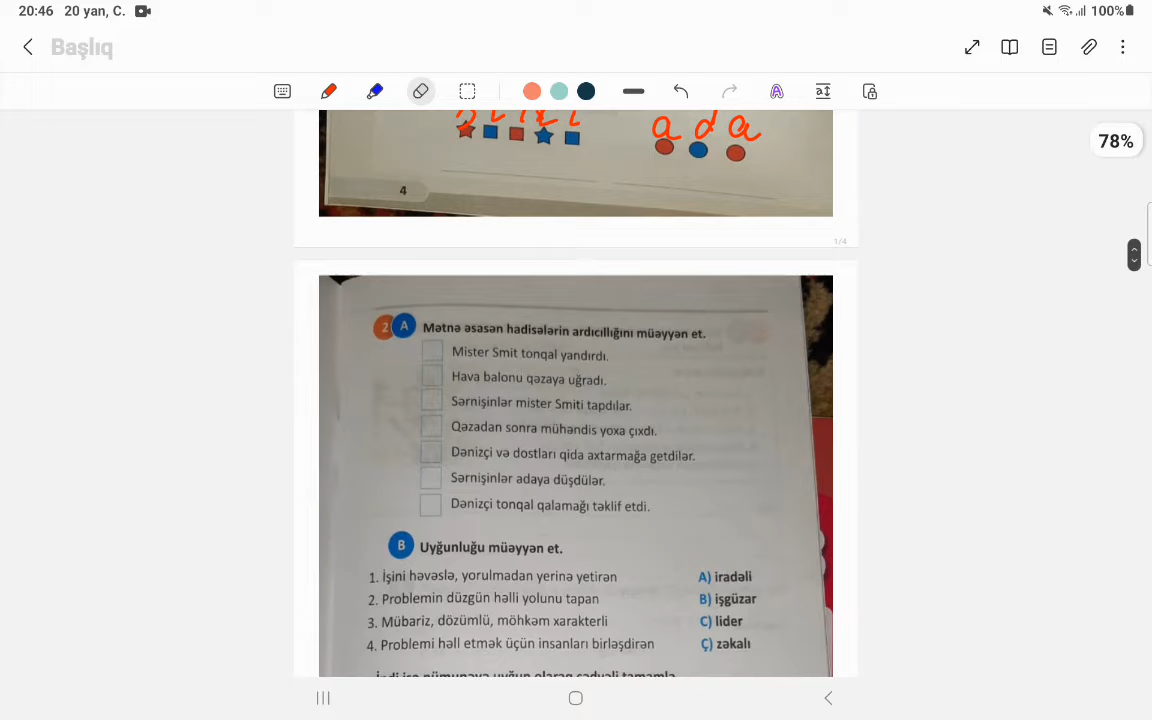 20:46 20 yan, C. 100%
Başlıq
78%
a d a
4
1/4
2 A Mətnə əsasən hadisələrin ardıcıllığını müəyyən et.
Mister Smit tonqal yandırdı.
Hava balonu qəzaya uğradı.
Sərnişinlər mister Smiti tapdılar.
Qəzadan sonra mühəndis yoxa çıxdı.
Dənizçi və dostları qida axtarmağa getdilər.
Sərnişinlər adaya düşdülər.
Dənizçi tonqal qalamağı təklif etdi.
B Uyğunluğu müəyyən et.
1. İşini həvəslə, yorulmadan yerinə yetirən A) iradəli
2. Problemin düzgün həlli yolunu tapan B) işgüzar
3. Mübariz, dözümlü, möhkəm xarakterli C) lider
4. Problemi həll etmək üçün insanları birləşdirən Ç) zəkalı